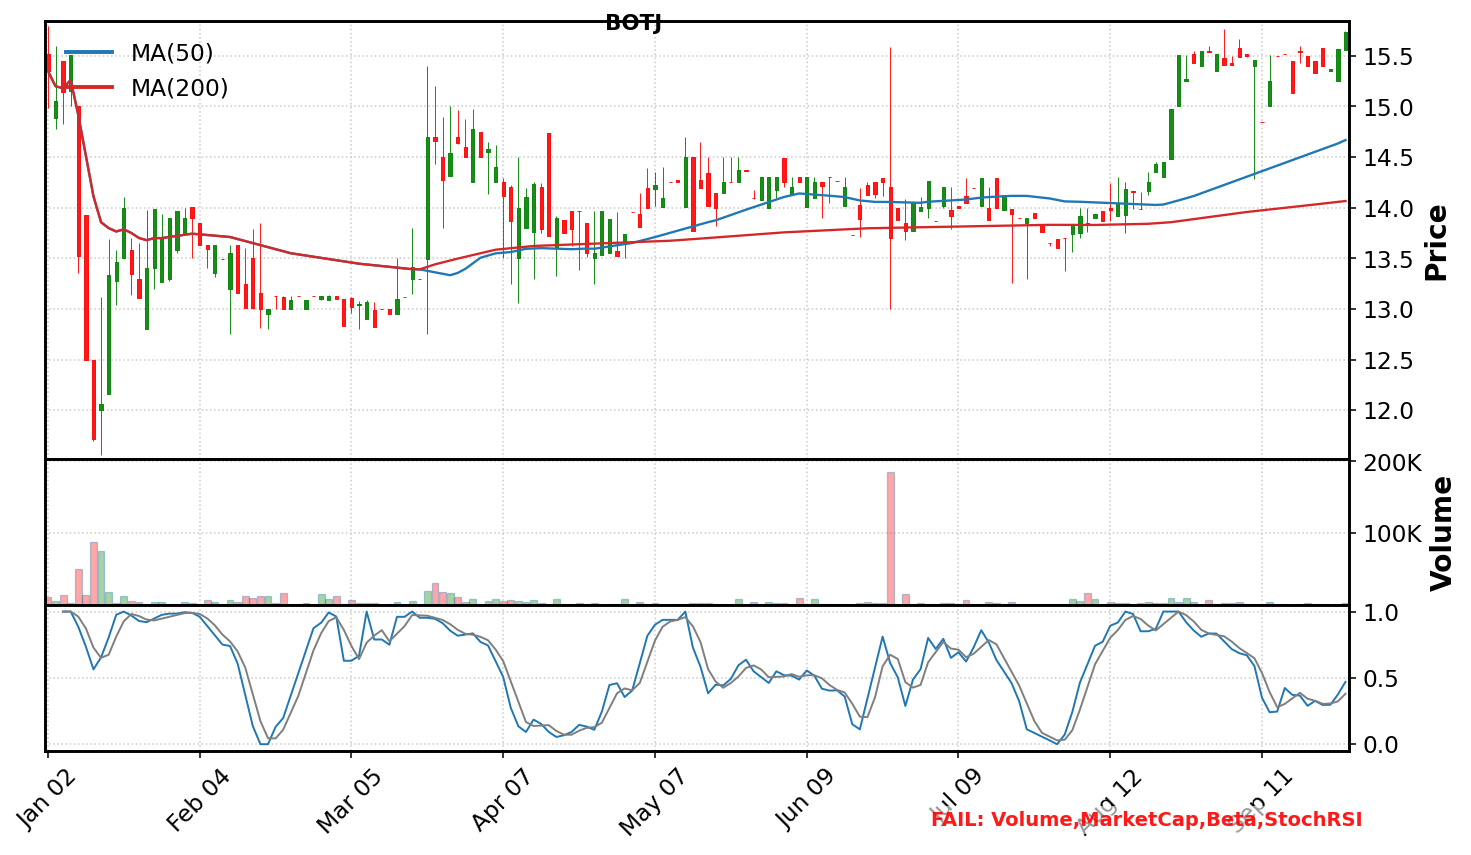 BOTJ
MA(50)
MA(200)
15.5
15.0
14.5
14.0
13.5
13.0
12.5
12.0
Price
200K
100K
Volume
1.0
0.5
0.0
Jan 02
Feb 04
Mar 05
Apr 07
May 07
Jun 09
Jul 09
Aug 12
Sep 11
FAIL: Volume,MarketCap,Beta,StochRSI